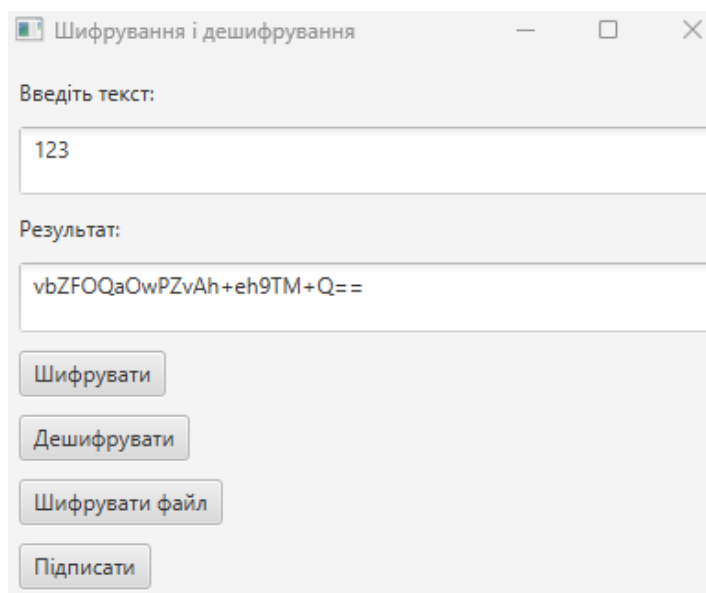 Шифрування і дешифрування
Введіть текст:
123
Результат:
vbZFOQaOwPZvAh+eh9TM+Q==
Шифрувати
Дешифрувати
Шифрувати файл
Підписати